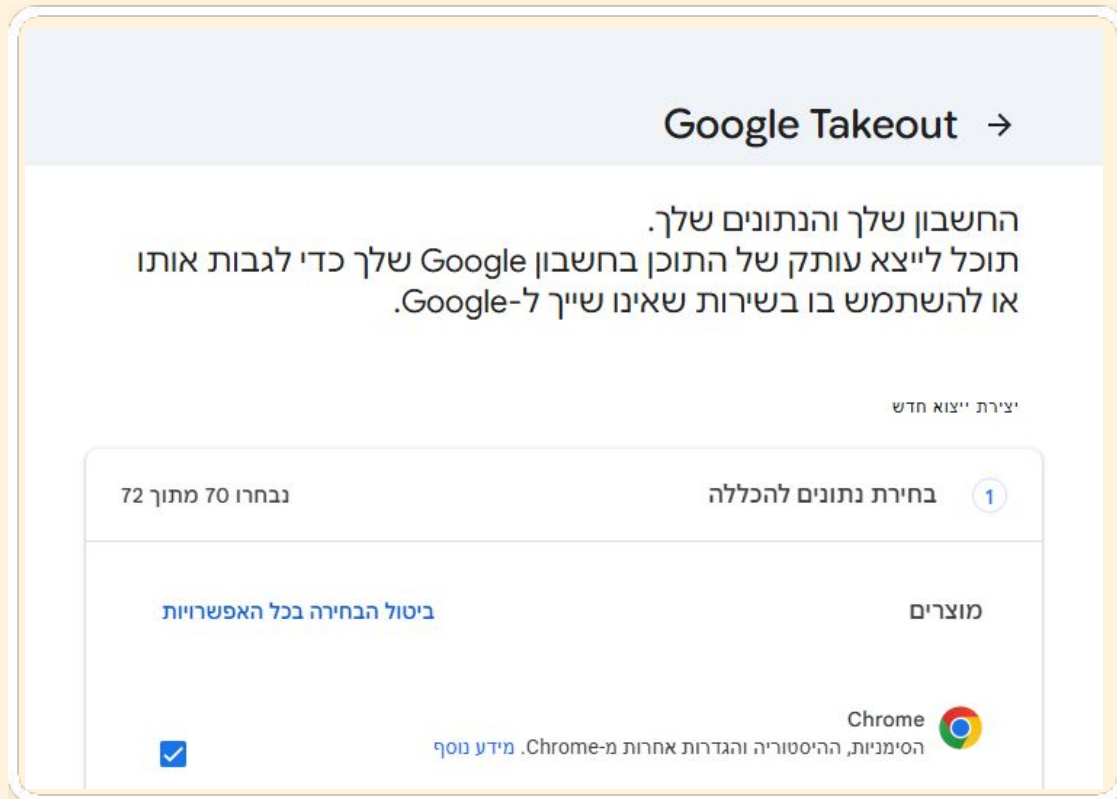 Google Takeout
החשבון שלך והנתונים שלך.
תוכל לייצא עותק של התוכן בחשבון Google שלך כדי לגבות אותו
או להשתמש בו בשירות שאינו שייך ל-Google.
יצירת ייצוא חדש
1 בחירת נתונים להכללה נבחרו 70 מתוך 72
מוצרים ביטול הבחירה בכל האפשרויות
Chrome
הסימניות, ההיסטוריה והגדרות אחרות מ-Chrome. מידע נוסף